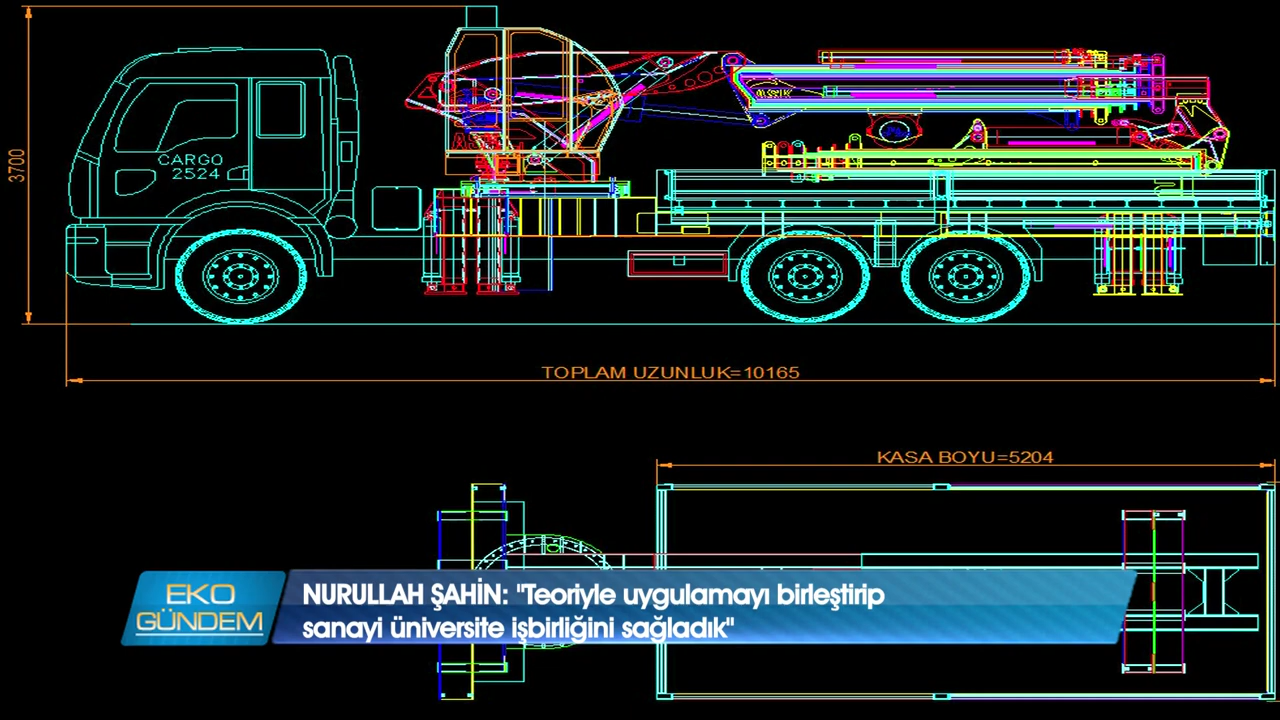 3700
CARGO
2524
TOPLAM UZUNLUK=10165
KASA BOYU=5204
EKO
GÜNDEM
NURULLAH ŞAHİN: "Teoriyle uygulamayı birleştirip
sanayi üniversite işbirliğini sağladık"